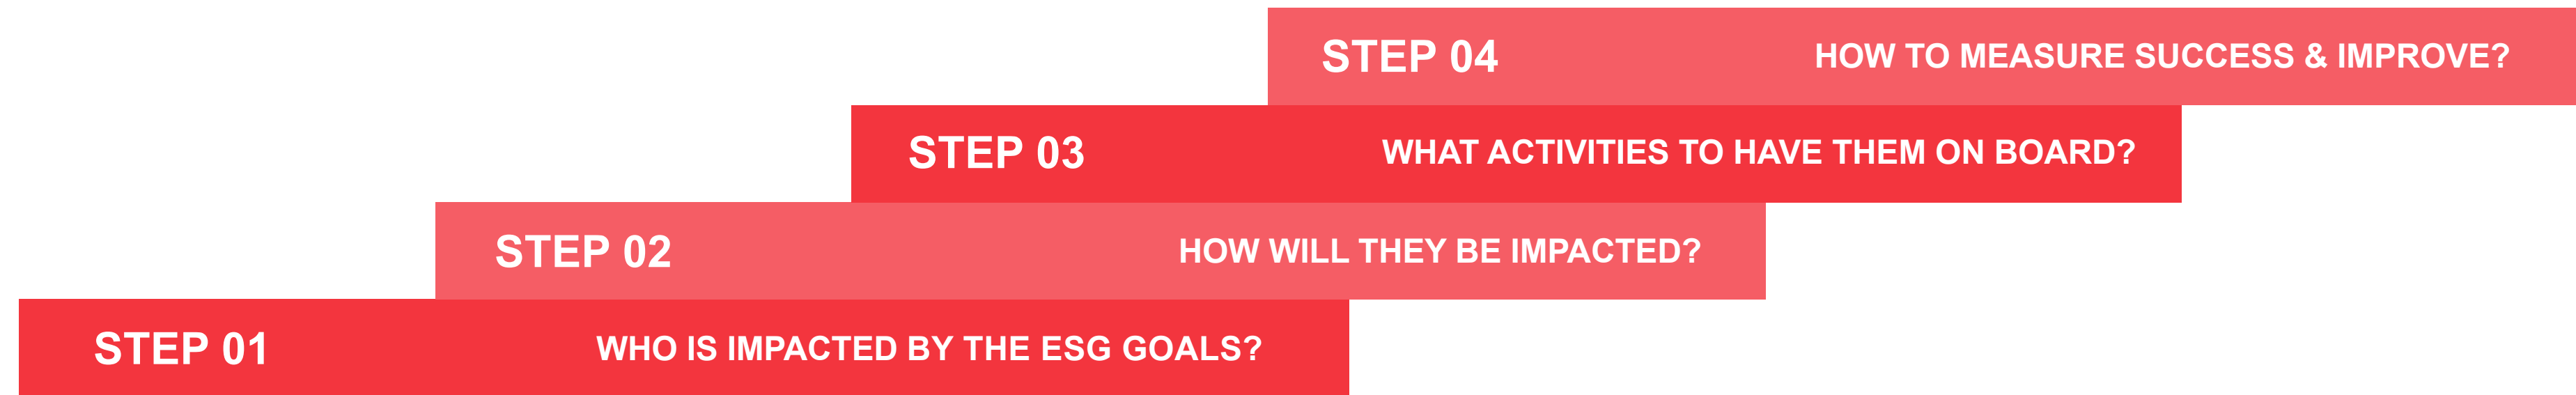 STEP 04 HOW TO MEASURE SUCCESS & IMPROVE?
STEP 03 WHAT ACTIVITIES TO HAVE THEM ON BOARD?
STEP 02 HOW WILL THEY BE IMPACTED?
STEP 01 WHO IS IMPACTED BY THE ESG GOALS?